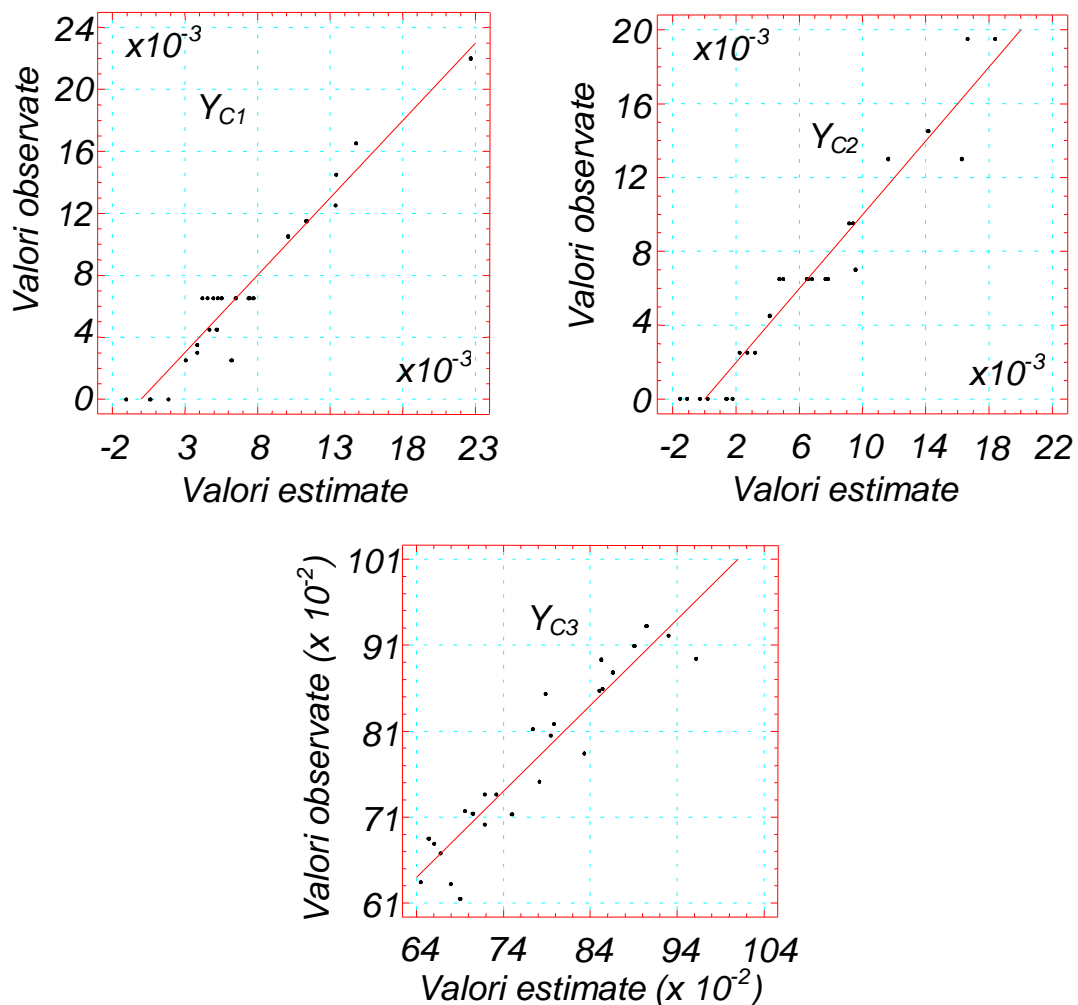 24
20
16
12
8
4
0
x10-3
YC1
x10-3
Valori observate
-2 3 8 13 18 23
Valori estimate
20
16
12
8
4
0
x10-3
YC2
x10-3
Valori observate
-2 2 6 10 14 18 22
Valori estimate
101
91
81
71
61
YC3
Valori observate (x 10-2)
64 74 84 94 104
Valori estimate (x 10-2)